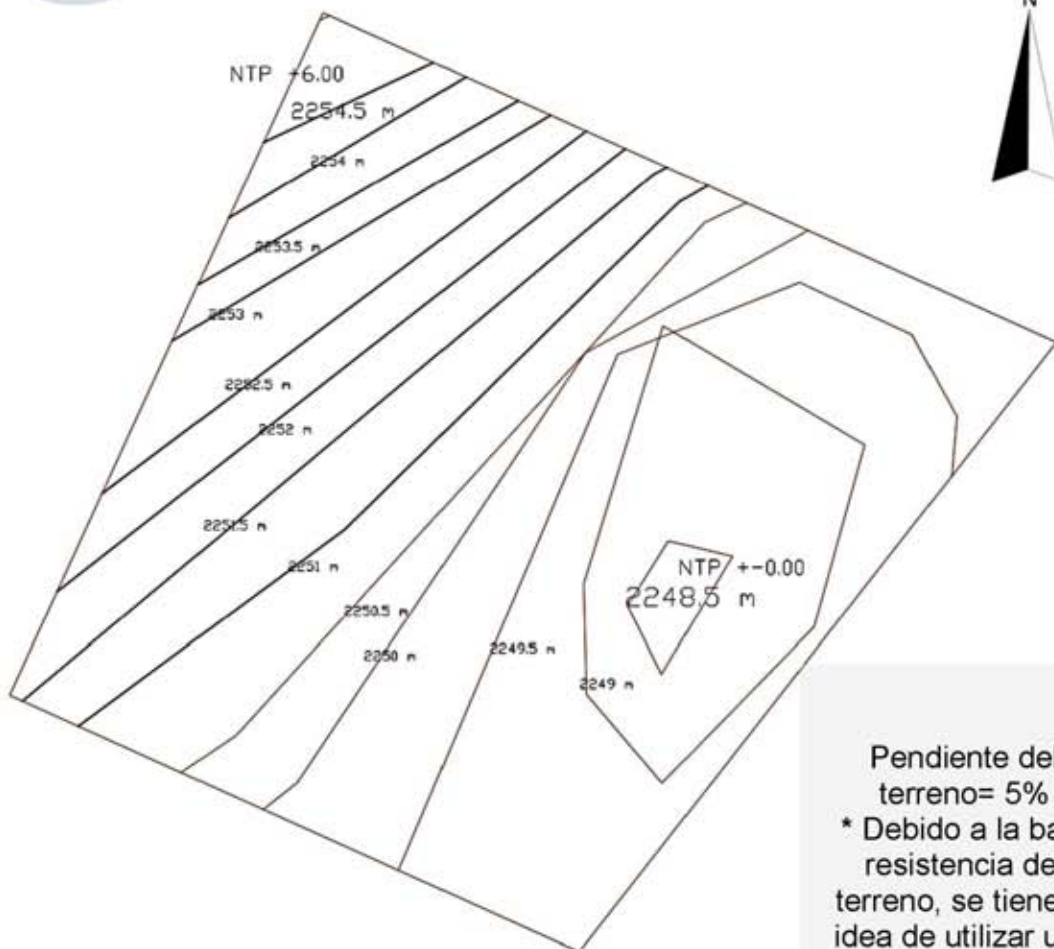 N
NTP +6.00
2254.5 m
2254 m
2253.5 m
2253 m
2252.5 m
2252 m
2251.5 m
2251 m
2250.5 m
2250 m
2249.5 m
2249 m
NTP +-0.00
2248.5 m
Pendiente de
terreno= 5%
* Debido a la
resistencia de
terreno, se tiene
idea de utilizar